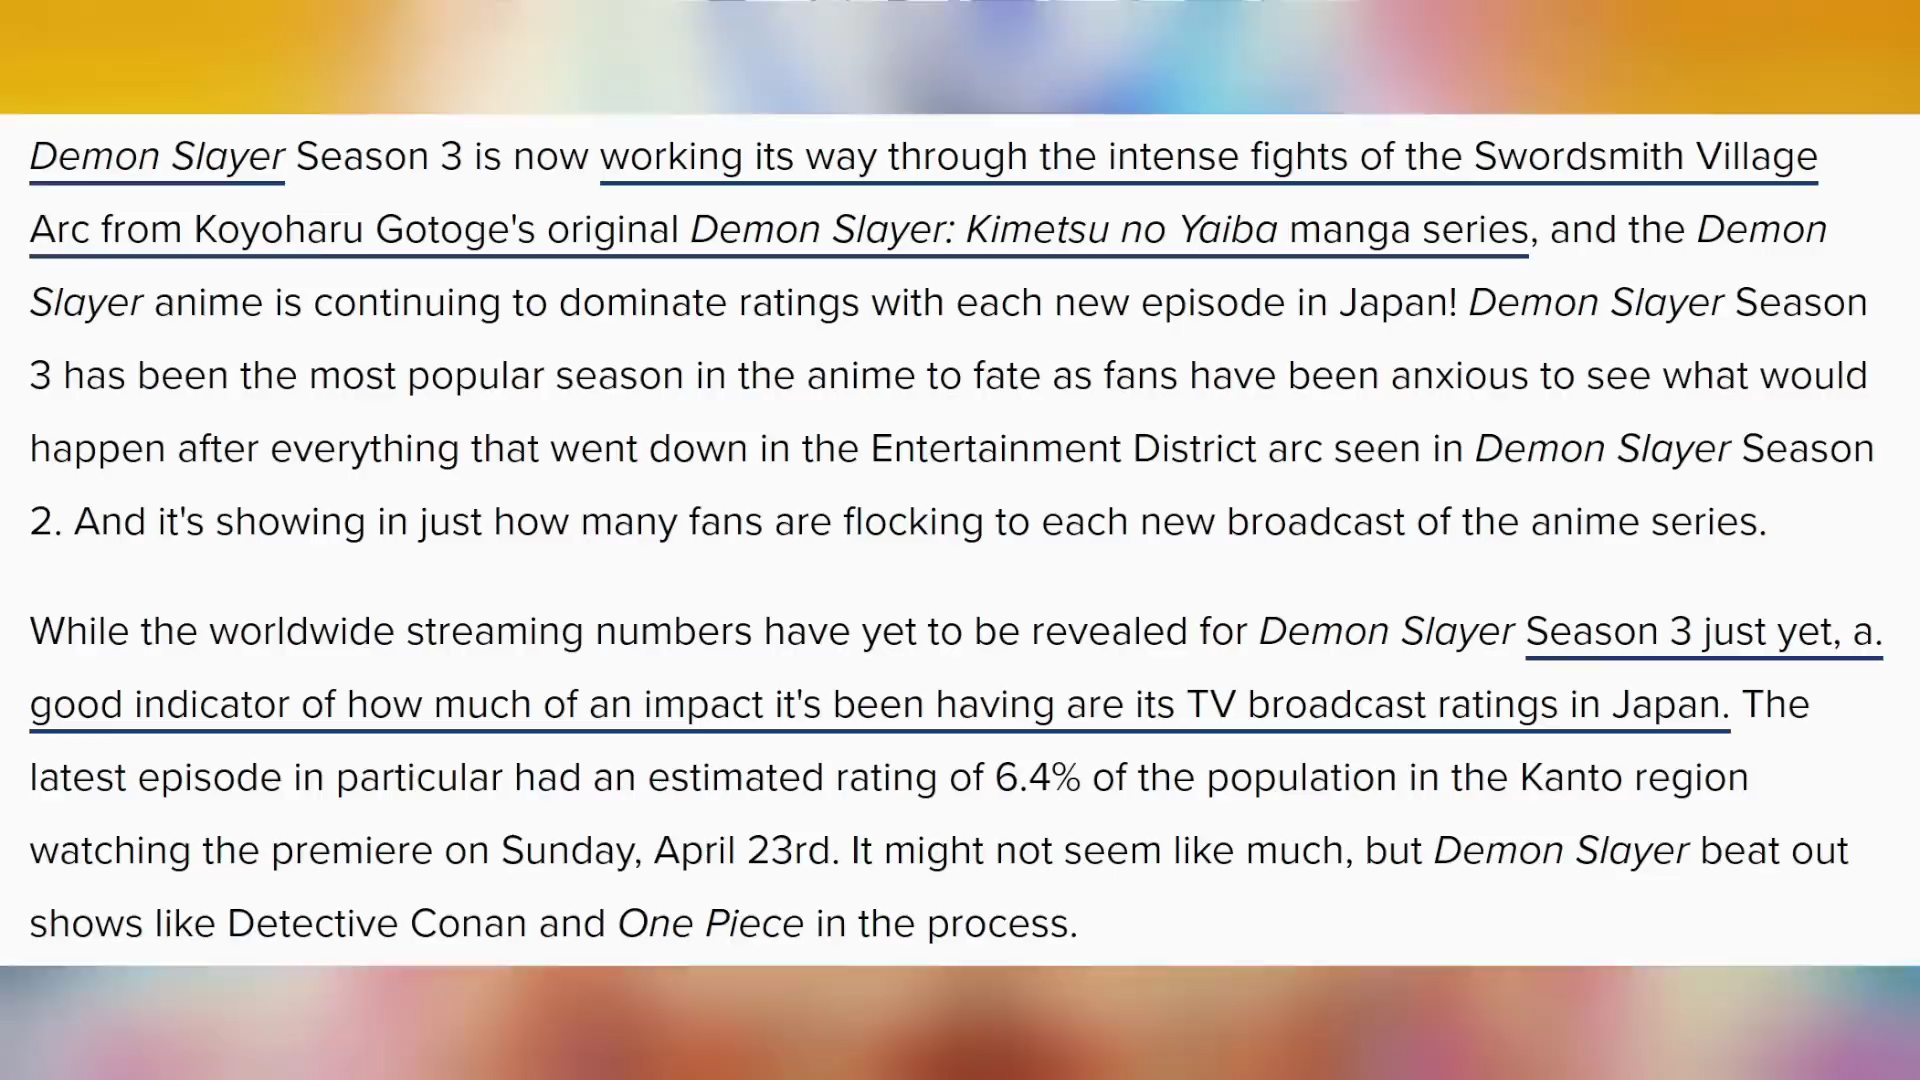 Demon Slayer Season 3 is now working its way through the intense fights of the Swordsmith Village
Arc from Koyoharu Gotoge's original Demon Slayer: Kimetsu no Yaiba manga series, and the Demon
Slayer anime is continuing to dominate ratings with each new episode in Japan! Demon Slayer Season
3 has been the most popular season in the anime to fate as fans have been anxious to see what would
happen after everything that went down in the Entertainment District arc seen in Demon Slayer Season
2. And it's showing in just how many fans are flocking to each new broadcast of the anime series.
While the worldwide streaming numbers have yet to be revealed for Demon Slayer Season 3 just yet, a.
good indicator of how much of an impact it's been having are its TV broadcast ratings in Japan. The
latest episode in particular had an estimated rating of 6.4% of the population in the Kanto region
watching the premiere on Sunday, April 23rd. It might not seem like much, but Demon Slayer beat out
shows like Detective Conan and One Piece in the process.